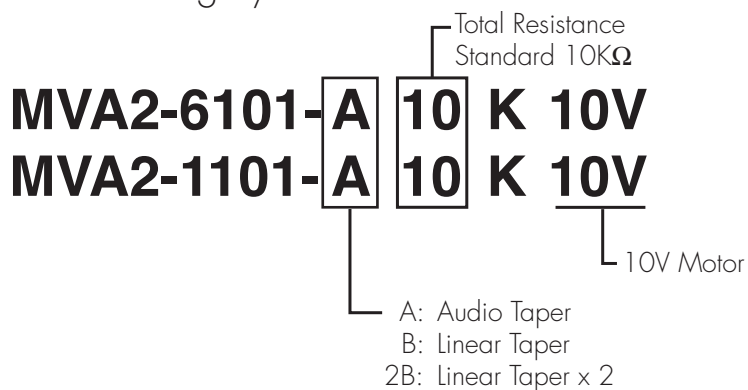 Total Resistance
Standard 10KΩ
MVA2-6101-A 10 K 10V
MVA2-1101-A 10 K 10V
10V Motor
A: Audio Taper
B: Linear Taper
2B: Linear Taper x 2